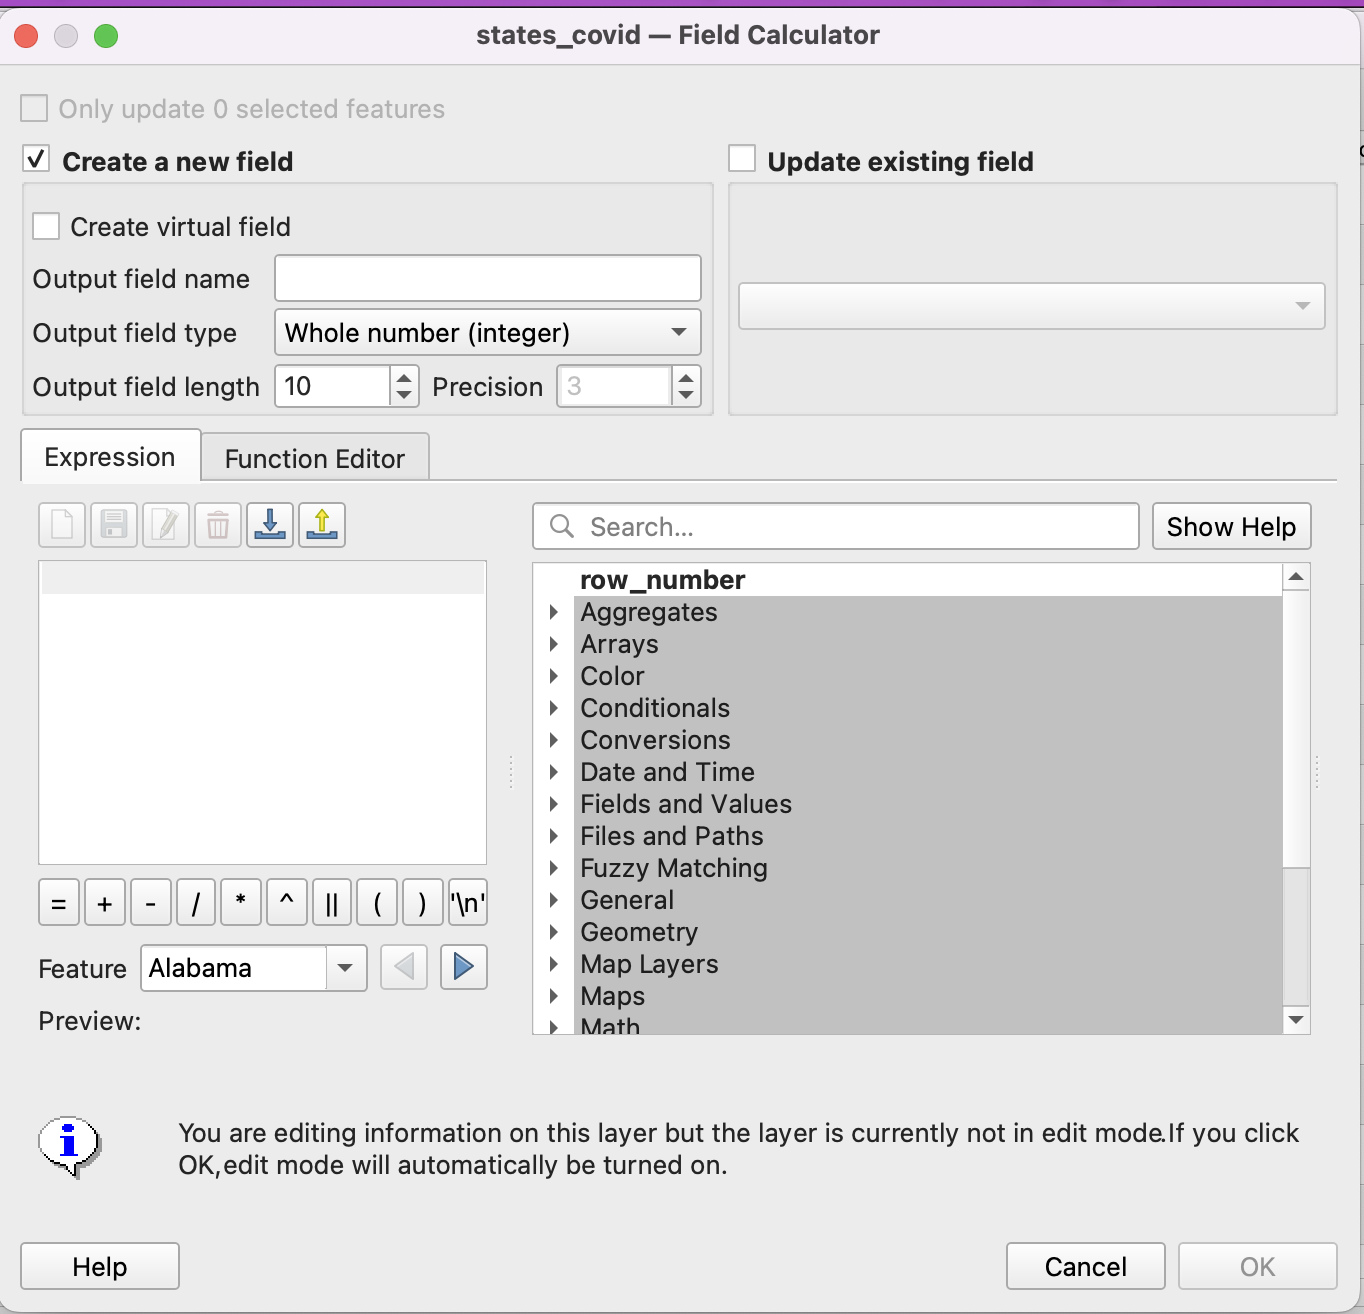 states_covid — Field Calculator
Only update 0 selected features
Create a new field
Update existing field
Create virtual field
Output field name
Output field type Whole number (integer)
Output field length 10 Precision 3
Expression Function Editor
Search... Show Help
row_number
Aggregates
Arrays
Color
Conditionals
Conversions
Date and Time
Fields and Values
Files and Paths
Fuzzy Matching
General
Geometry
Map Layers
Maps
Math
= + - / * ^ || ( ) '\n'
Feature Alabama
Preview:
You are editing information on this layer but the layer is currently not in edit mode.If you click
OK,edit mode will automatically be turned on.
Help Cancel OK